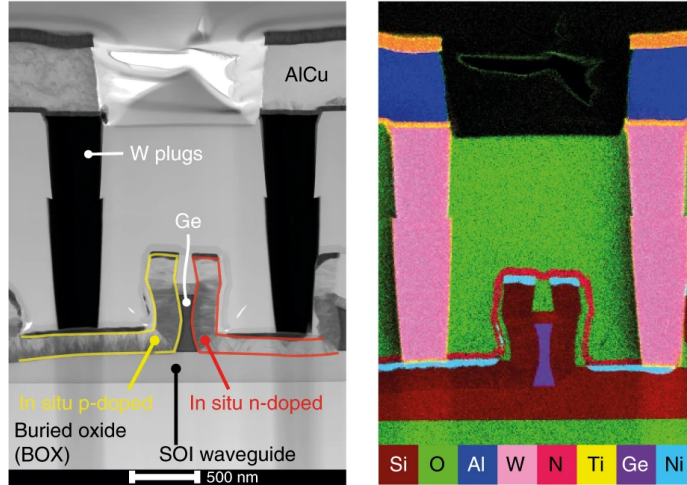 AlCu
W plugs
Ge
In situ p-doped
In situ n-doped
Buried oxide
(BOX)
SOI waveguide
500 nm
Si O Al W N Ti Ge Ni